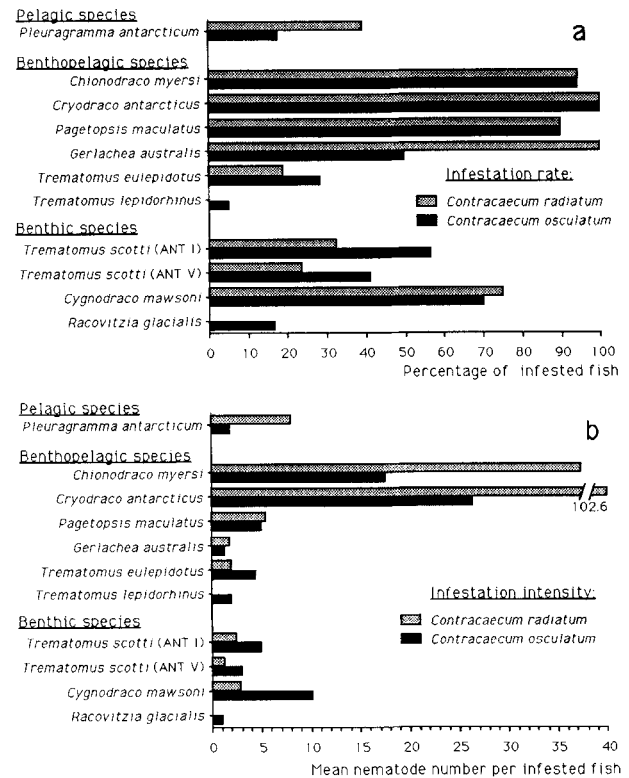 a
Pelagic species
Pleuragramma antarcticum
Benthopelagic species
Chionodraco myersi
Cryodraco antarcticus
Pagetopsis maculatus
Gerlachea australis
Trematomus eulepidotus
Trematomus lepidorhinus
Benthic species
Trematomus scotti (ANT I)
Trematomus scotti (ANT V)
Cygnodraco mawsoni
Racovitzia glacialis
Infestation rate:
Contracaecum radiatum
Contracaecum osculatum
0 10 20 30 40 50 60 70 80 90 100
Percentage of infested fish
b
Pelagic species
Pleuragramma antarcticum
Benthopelagic species
Chionodraco myersi
Cryodraco antarcticus
102.6
Pagetopsis maculatus
Gerlachea australis
Trematomus eulepidotus
Trematomus lepidorhinus
Benthic species
Trematomus scotti (ANT I)
Trematomus scotti (ANT V)
Cygnodraco mawsoni
Racovitzia glacialis
Infestation intensity:
Contracaecum radiatum
Contracaecum osculatum
0 5 10 15 20 25 30 35 40
Mean nematode number per infested fish